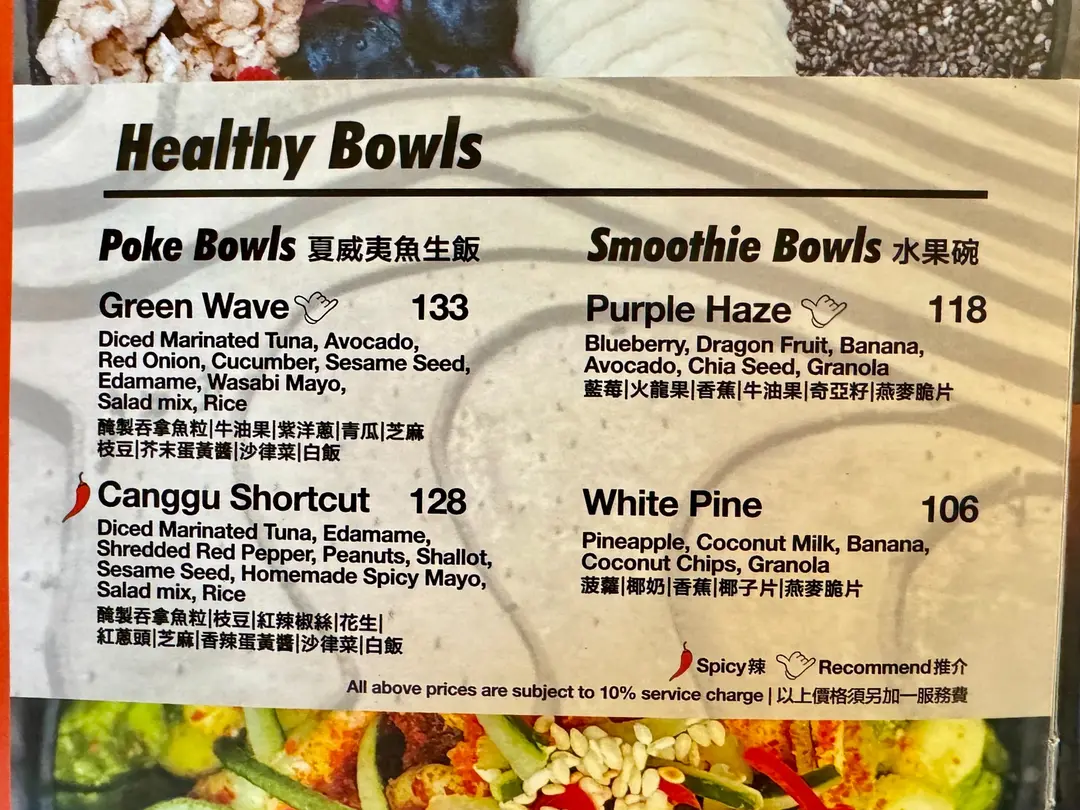 Healthy Bowls
Poke Bowls 夏威夷魚生飯
Green Wave 133
Diced Marinated Tuna, Avocado,
Red Onion, Cucumber, Sesame Seed,
Edamame, Wasabi Mayo,
Salad mix, Rice
醃製吞拿魚粒|牛油果|紫洋蔥|青瓜|芝麻
枝豆|芥末蛋黃醬|沙律菜|白飯
Canggu Shortcut 128
Diced Marinated Tuna, Edamame,
Shredded Red Pepper, Peanuts, Shallot,
Sesame Seed, Homemade Spicy Mayo,
Salad mix, Rice
醃製吞拿魚粒|枝豆|紅辣椒絲|花生|
紅蔥頭|芝麻|香辣蛋黃醬|沙律菜|白飯
Smoothie Bowls 水果碗
Purple Haze 118
Blueberry, Dragon Fruit, Banana,
Avocado, Chia Seed, Granola
藍莓|火龍果|香蕉|牛油果|奇亞籽|燕麥脆片
White Pine 106
Pineapple, Coconut Milk, Banana,
Coconut Chips, Granola
菠蘿|椰奶|香蕉|椰子片|燕麥脆片
Spicy辣 Recommend推介
All above prices are subject to 10% service charge | 以上價格須另加一服務費